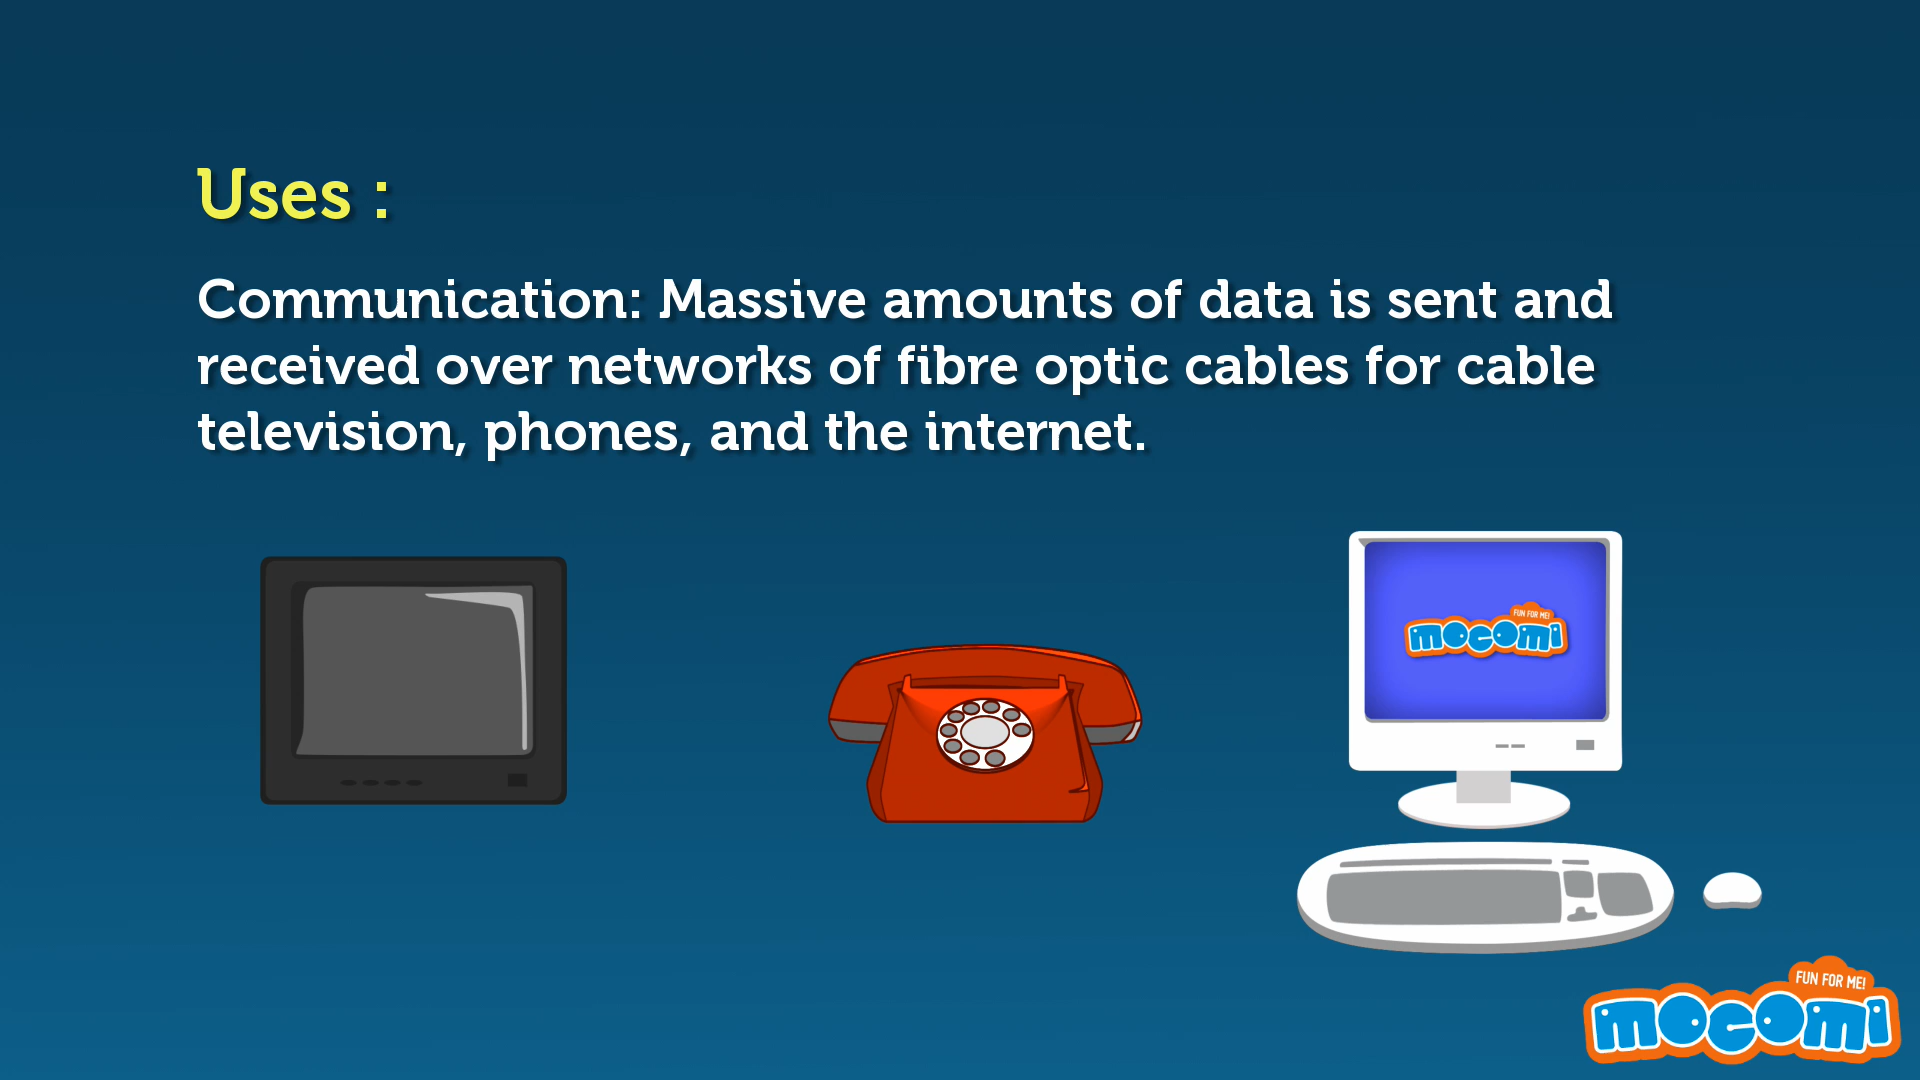 Uses :
Communication: Massive amounts of data is sent and
received over networks of fibre optic cables for cable
television, phones, and the internet.
FUN FOR ME!
mocomi
FUN FOR ME!
mocomi